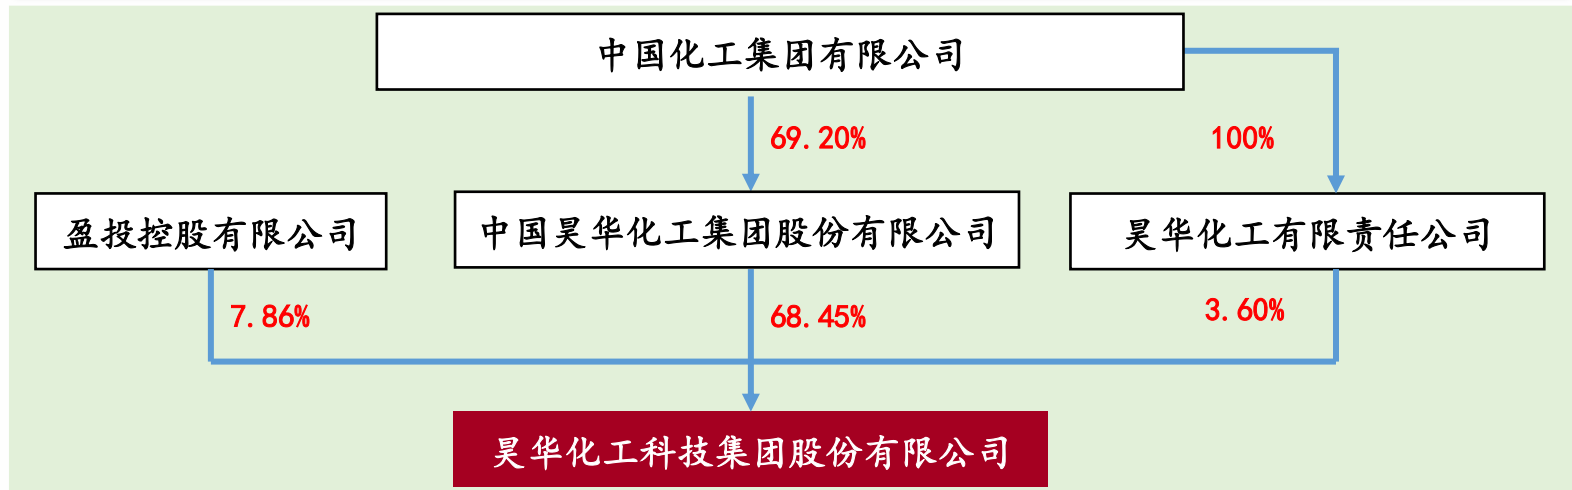 中国化工集团有限公司
69.20%
100%
盈投控股有限公司
中国昊华化工集团股份有限公司
昊华化工有限责任公司
7.86%
68.45%
3.60%
昊华化工科技集团股份有限公司